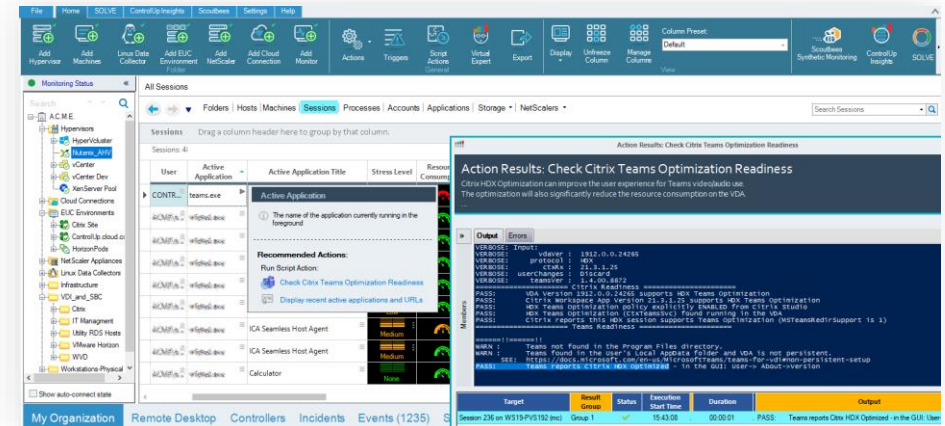 File Home SOLVE ControlUp Insights Scoutbees Settings Help
Add Hypervisor
Add Machines
Linux Data Collector
Add EUC Environment
Add NetScaler
Add Cloud Connection
Add Monitor
Folder
Actions
Triggers
Script Actions
General
Virtual Expert
Export
Display
Unfreeze Column
Manage Columns
Column Preset:
Default
View
Scoutbees Synthetic Monitoring
ControlUp Insights
SOLVE
Monitoring Status
Search
A.C.M.E.
Hypervisors
HyperVcluster
Nutanix_AHV
vCenter
vCenter Dev
XenServer Pool
Cloud Connections
EUC Environments
Citrix Site
ControlUp.cloud.co
HorizonPods
NetScaler Appliances
Linux Data Collectors
Infrastructure
VDI_and_SBC
Citrix
IT Managment
Utility RDS Hosts
VMware Horizon
WVD
Workstations-Physical
Show auto-connect state
All Sessions
Folders Hosts Machines Sessions Processes Accounts Applications Storage NetScalers
Search Sessions
Sessions Drag a column header here to group by that column.
Sessions: 4
User Active Application Active Application Title Stress Level Resour Consump
CONTR... teams.exe
Active Application
The name of the application currently running in the foreground
Recommended Actions:
Run Script Action:
Check Citrix Teams Optimization Readiness
Display recent active applications and URLs
Low
ICA Seamless Host Agent Medium
ICA Seamless Host Agent Medium
Calculator None
Action Results: Check Citrix Teams Optimization Readiness
Action Results: Check Citrix Teams Optimization Readiness
Citrix HDX Optimization can improve the user experience for Teams video/audio use.
The optimization will also significantly reduce the resource consumption on the VDA.
...
Output Errors
Members
VERBOSE: Input:
VERBOSE: vdaver : 1912.0.0.24265
VERBOSE: protocol : HDX
VERBOSE: ctxRx : 21.3.1.25
VERBOSE: userChanges : Discard
VERBOSE: teamsver : 1.4.00.8872
====================== Citrix Readiness ======================
PASS: VDA Version 1912.0.0.24265 supports HDX Teams Optimization
PASS: Citrix Workspace App Version 21.3.1.25 supports HDX Teams Optimization
PASS: HDX Teams Optimization policy explicitly ENABLED from Citrix Studio
PASS: HDX Teams Optimization (CtxTeamsSvc) found running in the VDA
PASS: Citrix reports this HDX session supports Teams Optimization (MSTeamsRedirSupport is 1)
====================== Teams Readiness ======================
======!!======!!
WARN : Teams not found in the Program Files directory.
WARN : Teams found in the User's Local AppData folder and VDA is not persistent.
SEE: https://docs.microsoft.com/en-us/MicrosoftTeams/teams-for-vdi#non-persistent-setup
PASS: Teams reports Citrix HDX Optimized - in the GUI: User-> About->Version
Target Result Group Status Execution Start Time Duration Output
Session 236 on WS19-PVS192 (mc) Group 1 15:43:08 00:00:01 PASS: Teams reports Citrix HDX Optimized - in the GUI: User-
My Organization Remote Desktop Controllers Incidents Events (1235) S